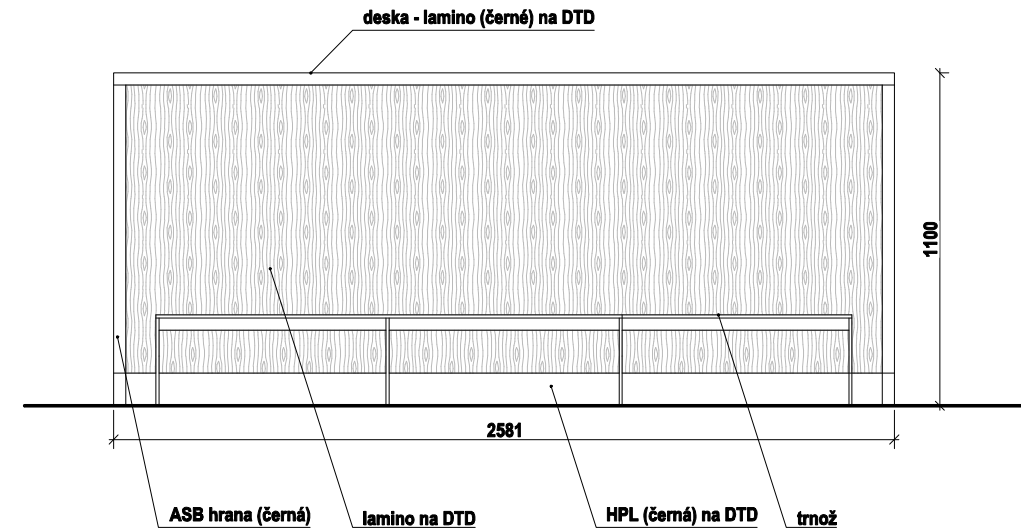 deska - lamino (černé) na DTD
1100
2581
ASB hrana (černá)
lamino na DTD
HPL (černá) na DTD
trnož